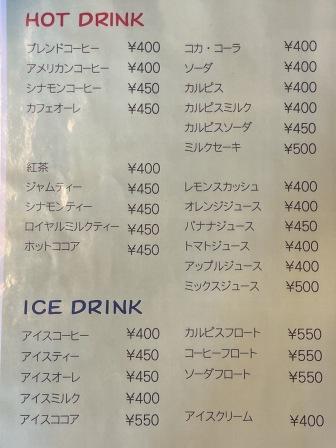 HOT DRINK
ブレンドコーヒー ¥400
アメリカンコーヒー ¥400
シナモンコーヒー ¥450
カフェオーレ ¥450
紅茶 ¥400
ジャムティー ¥450
シナモンティー ¥450
ロイヤルミルクティー ¥450
ホットココア ¥450
コカ・コーラ ¥400
ソーダ ¥400
カルピス ¥400
カルピスミルク ¥400
カルピスソーダ ¥450
ミルクセーキ ¥500
レモンスカッシュ ¥400
オレンジジュース ¥400
バナナジュース ¥450
トマトジュース ¥400
アップルジュース ¥400
ミックスジュース ¥500
ICE DRINK
アイスコーヒー ¥400
アイスティー ¥450
アイスオーレ ¥450
アイスミルク ¥400
アイスココア ¥550
カルピスフロート ¥550
コーヒーフロート ¥550
ソーダフロート ¥550
アイスクリーム ¥400